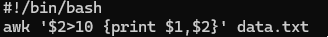 #!/bin/bash
awk '$2>10 {print $1,$2}' data.txt